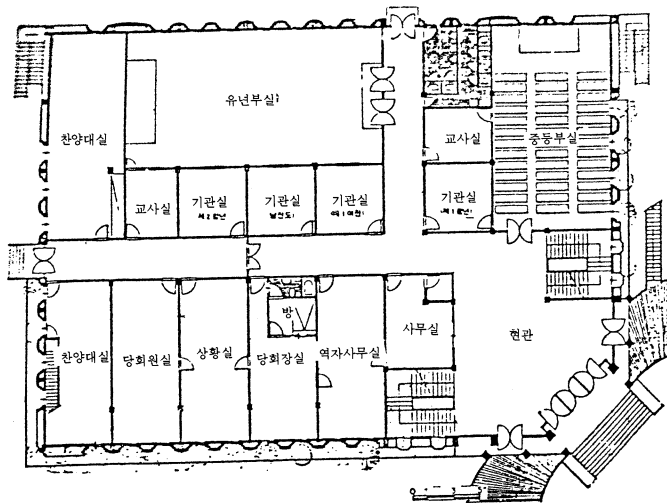 유년부실
찬양대실
교사실
중등부실
교사실
기관실
기관실
기관실
기관실
방
사무실
현관
찬양대실
당회원실
상황실
당회장실
역자사무실